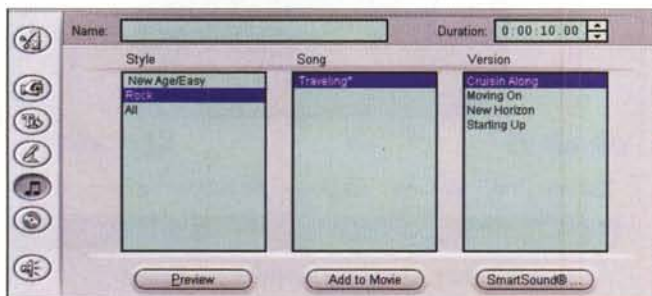 Name: Duration: 0:00:10.00
Style Song Version
New Age/Easy Traveling* Cruisin Along
Rock Moving On
All New Horizon
Starting Up
Preview Add to Movie SmartSound® ...